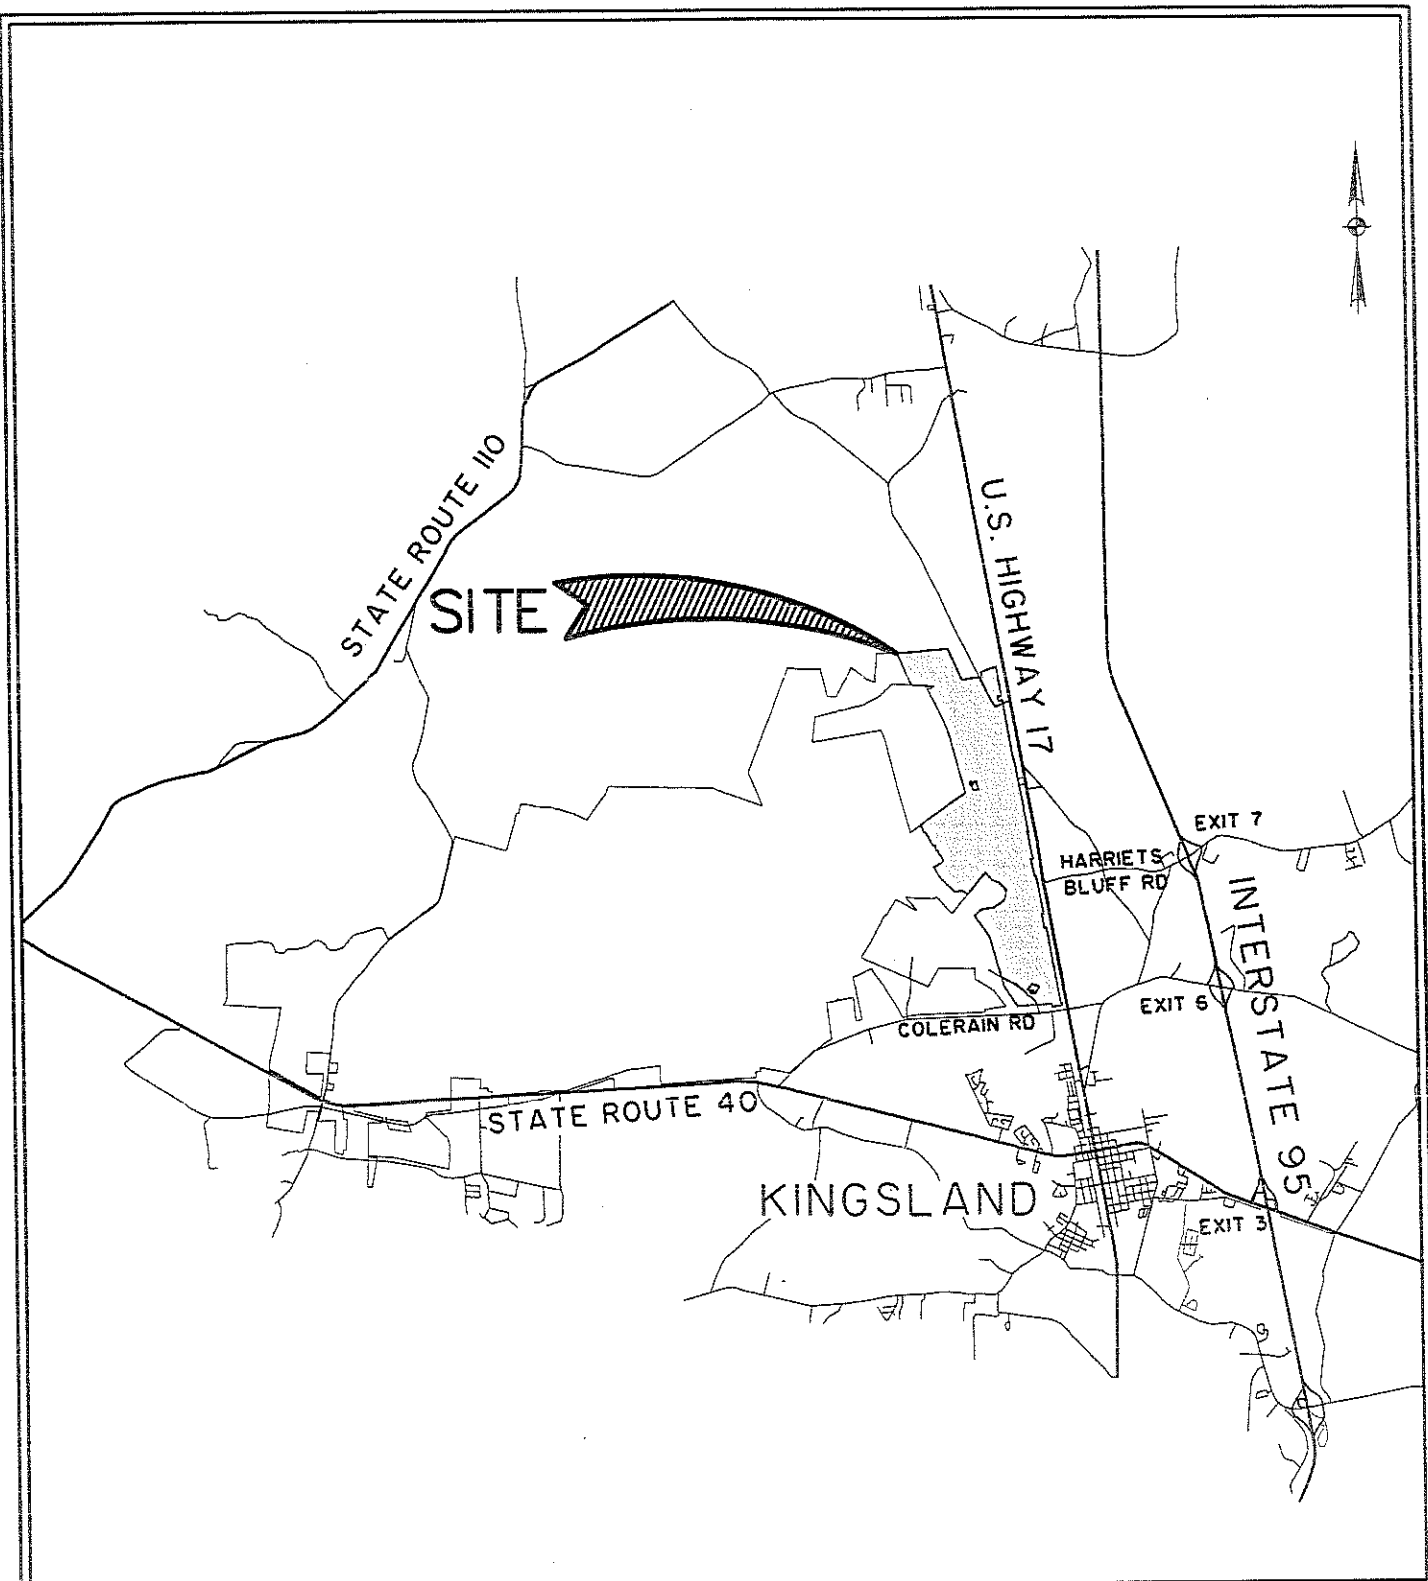 STATE ROUTE 110
U.S. HIGHWAY 17
SITE
EXIT 7
HARRIETS
BLUFF RD
INTERSTATE 95
EXIT 6
COLERAIN RD
STATE ROUTE 40
KINGSLAND
EXIT 3